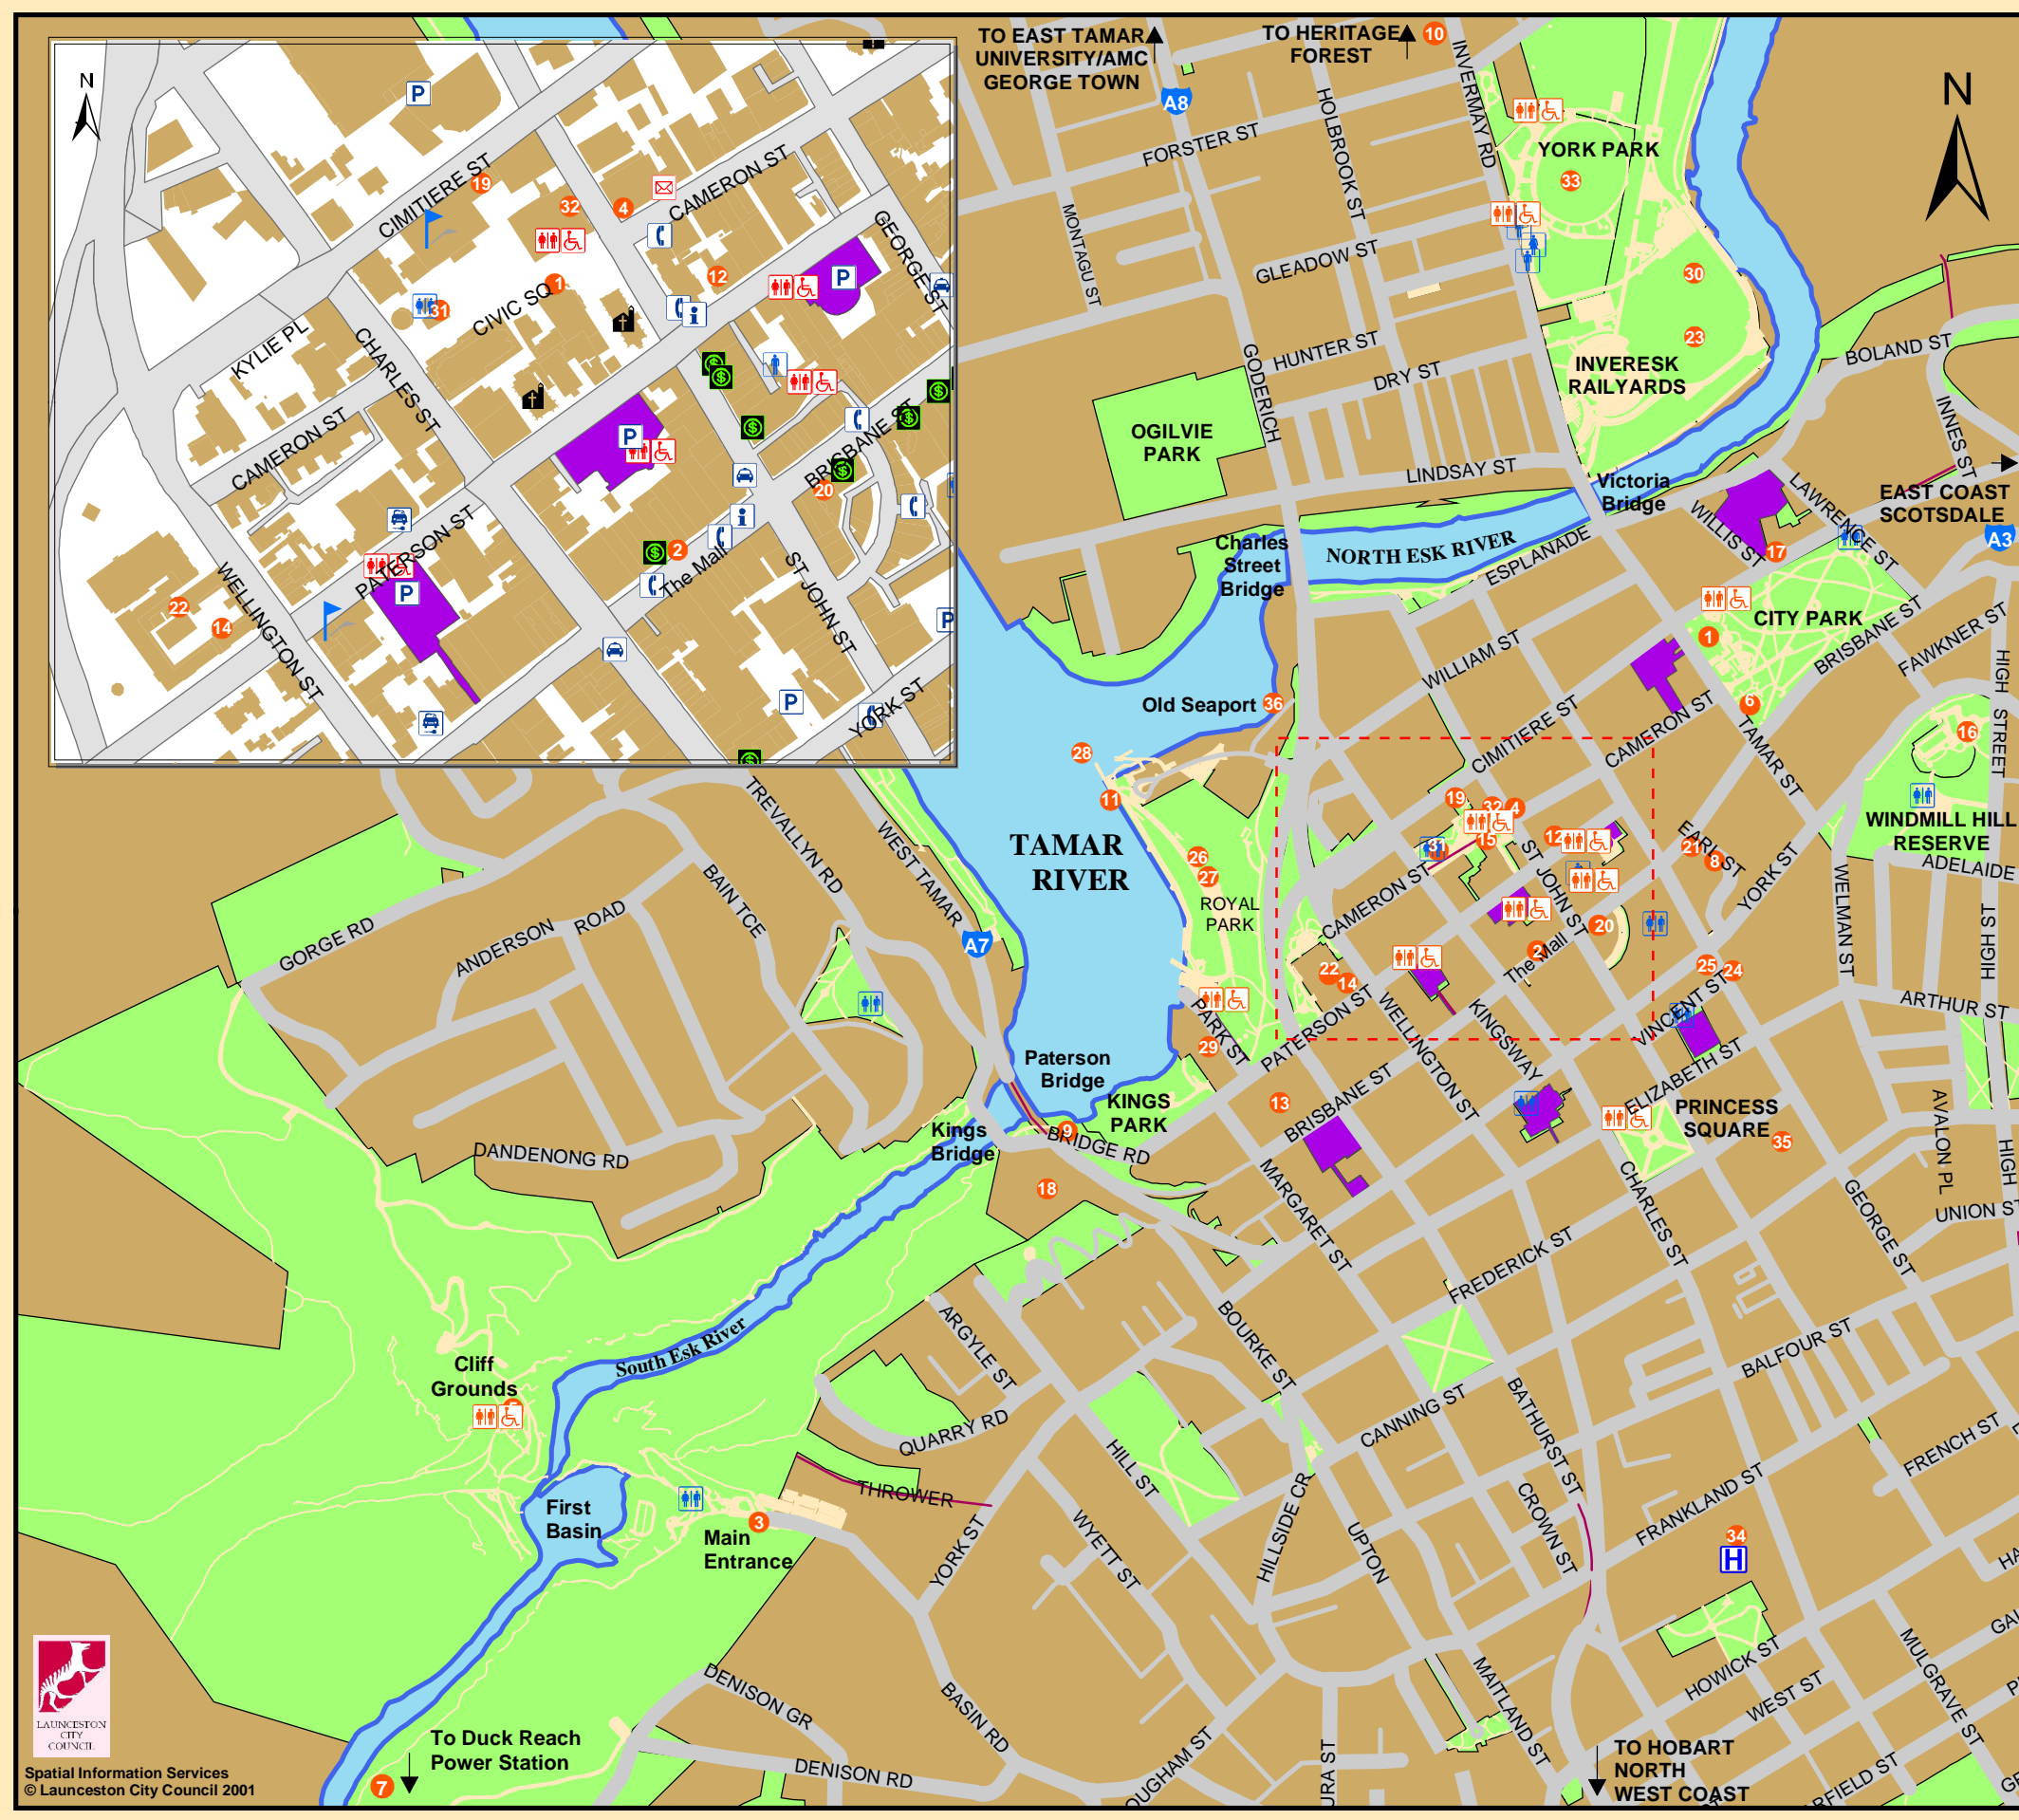 N
P
CIMITIERE ST
19
32
4
CAMERON ST
GEORGE ST
12
P
CIVIC SQ
31
i
KYLIE PL
CHARLES ST
CAMERON ST
P
BRISBANE ST
20
i
2
The Mall
PATERSON ST
P
WELLINGTON ST
22
14
ST JOHN ST
P
P
YORK ST
TO EAST TAMAR
UNIVERSITY/AMC
GEORGE TOWN
A8
TO HERITAGE
FOREST
10
INVERMAY RD
HOLBROOK ST
FORSTER ST
MONTAGU ST
GLEADOW ST
YORK PARK
33
N
30
23
INVERESK
RAILYARDS
HUNTER ST
DRY ST
GODERICH
OGILVIE
PARK
LINDSAY ST
BOLAND ST
INNES ST
Victoria
Bridge
LAWRENCE ST
WILLIS ST
EAST COAST
SCOTSDALE
A3
17
Charles
Street
Bridge
NORTH ESK RIVER
ESPLANADE
CITY PARK
1
BRISBANE ST
FAWKNER ST
HIGH STREET
WILLIAM ST
Old Seaport
36
6
CIMITIERE ST
CAMERON ST
TAMAR ST
16
28
11
WINDMILL HILL
RESERVE
ADELAIDE
TAMAR
RIVER
19
32
4
15
31
12
EARL ST
21
8
YORK ST
WELMAN ST
HIGH ST
26
27
ROYAL
PARK
CAMERON ST
ST JOHN ST
20
2
The Mall
25
24
22
14
VINCENT ST
ARTHUR ST
TREVALLYN RD
WEST TAMAR
A7
BAIN TCE
GORGE RD
ANDERSON ROAD
PARK ST
29
PATERSON ST
WELLINGTON ST
KINGSWAY
ELIZABETH ST
Paterson
Bridge
KINGS
PARK
13
BRISBANE ST
PRINCESS
SQUARE
35
AVALON PL
HIGH
DANDENONG RD
Kings
Bridge
9
BRIDGE RD
18
MARGARET ST
CHARLES ST
GEORGE ST
UNION ST
FREDERICK ST
South Esk River
ARGYLE ST
BOURKE ST
BALFOUR ST
Cliff
Grounds
5
QUARRY RD
HILL ST
CANNING ST
BATHURST ST
FRENCH ST
THROWER
First
Basin
3
Main
Entrance
YORK ST
WYETT ST
HILLSIDE CR
UPTON
CROWN ST
FRANKLAND ST
34
H
DENISON GR
BASIN RD
MAITLAND ST
HOWICK ST
WEST ST
MULGRAVE ST
LAUNCESTON
CITY
COUNCIL
To Duck Reach
Power Station
7
DENISON RD
OUGHAM ST
URA ST
TO HOBART
NORTH
WEST COAST
RFIELD ST
Spatial Information Services
© Launceston City Council 2001